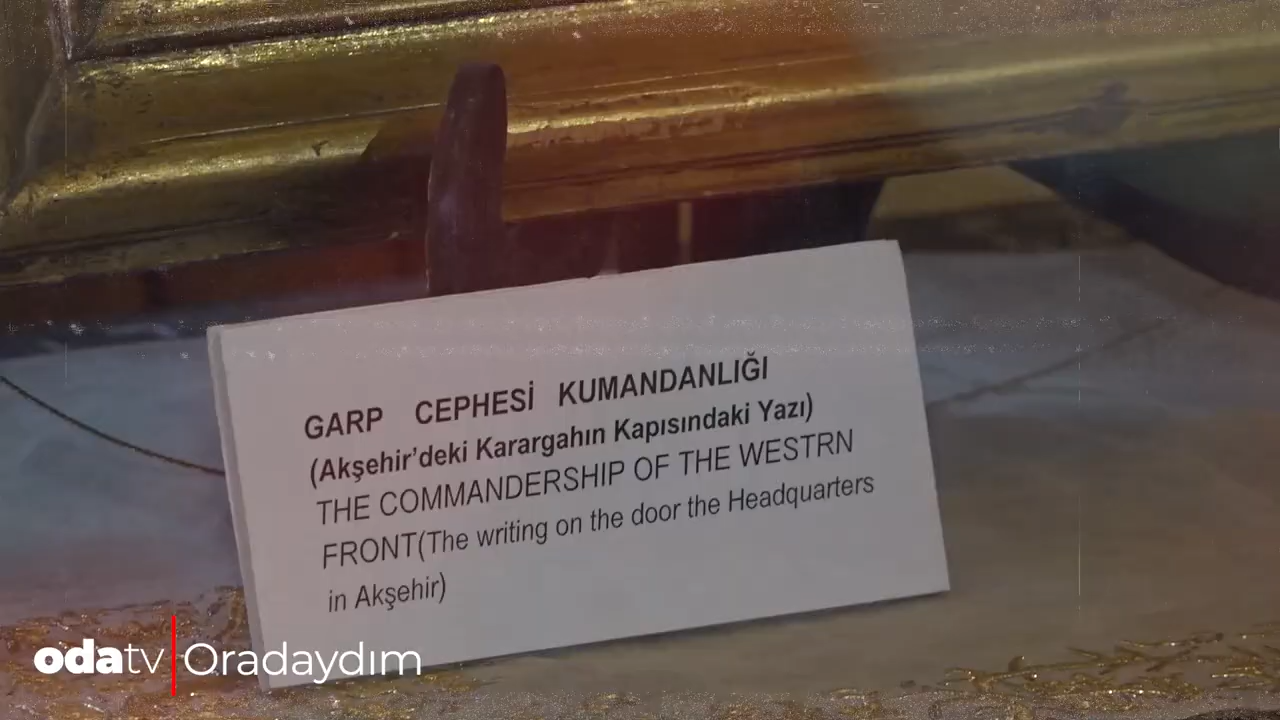 GARP CEPHESİ KUMANDANLIĞI
(Akşehir'deki Karargahın Kapısındaki Yazı)
THE COMMANDERSHIP OF THE WESTRN
FRONT(The writing on the door the Headquarters
in Akşehir)
odatv Oradaydım